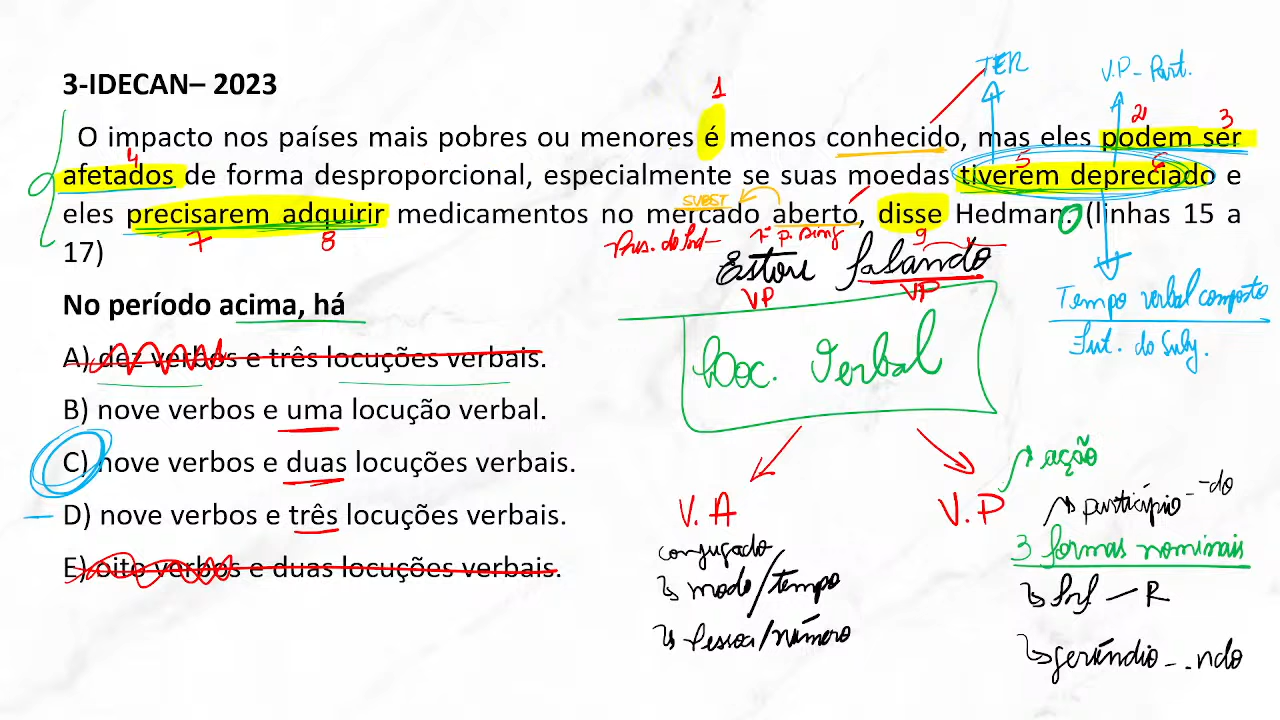 3-IDECAN– 2023
TER
V.P - Part.
1
2
3
O impacto nos países mais pobres ou menores é menos conhecido, mas eles podem ser
4
5
6
afetados de forma desproporcional, especialmente se suas moedas tiverem depreciado e
SUBST
eles precisarem adquirir medicamentos no mercado aberto, disse Hedman. (linhas 15 a
7
8
9
17)
Pres. do Ind
1ª p. sing
Estou falando
VP
VP
Tempo verbal composto
Fut. do Subj.
No período acima, há
A) dez verbos e três locuções verbais.
B) nove verbos e uma locução verbal.
C) nove verbos e duas locuções verbais.
D) nove verbos e três locuções verbais.
E) oito verbos e duas locuções verbais.
Loc. Verbal
V.A
conjugado
modo/tempo
Pessoa/número
V.P
ação
particípio - -do
3 formas nominais
Inf — R
gerúndio - -ndo